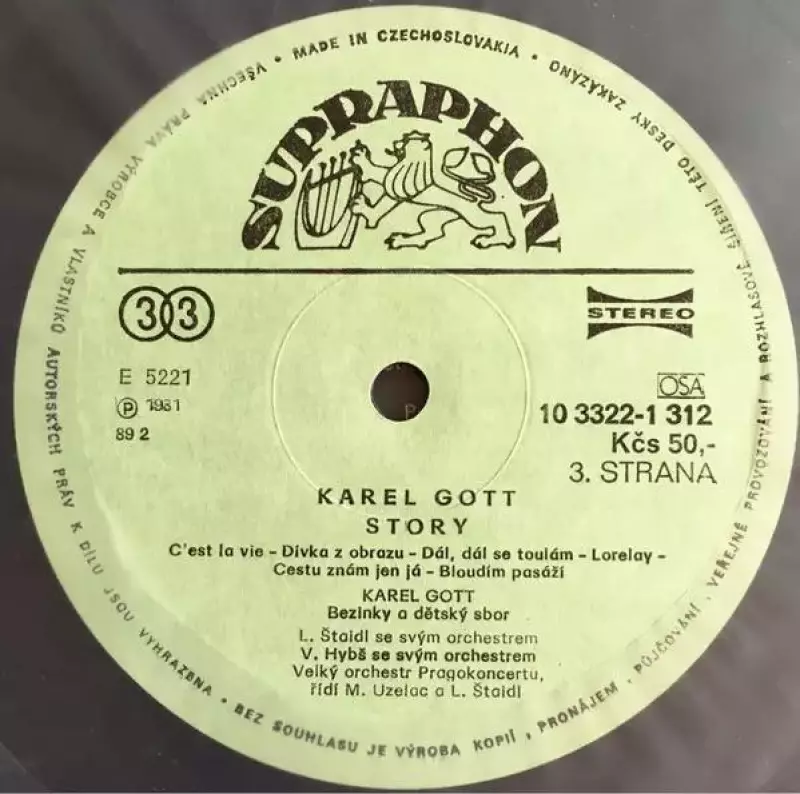 VŠECHNA PRÁVA VÝROBCE A VLASTNÍKŮ AUTORSKÝCH PRÁV K DÍLU JSOU VYHRAZENA • BEZ SOUHLASU JE VÝROBA KOPIÍ, PRONÁJEM, PŮJČOVÁNÍ, VEŘEJNÉ PROVOZOVÁNÍ A ROZHLASOVÉ ŠÍŘENÍ TÉTO DESKY ZAKÁZÁNO • MADE IN CZECHOSLOVAKIA •
SUPRAPHON
33
STEREO
E 5221
OSA
Ⓟ 1981
10 3322-1 312
89 2
Kčs 50,-
3. STRANA
KAREL GOTT
STORY
C'est la vie – Dívka z obrazu – Dál, dál se toulám – Lorelay –
Cestu znám jen já – Bloudím pasáží
KAREL GOTT
Bezinky a dětský sbor
L. Štaidl se svým orchestrem
V. Hybš se svým orchestrem
Velký orchestr Pragokoncertu,
řídí M. Uzelac a L. Štaidl